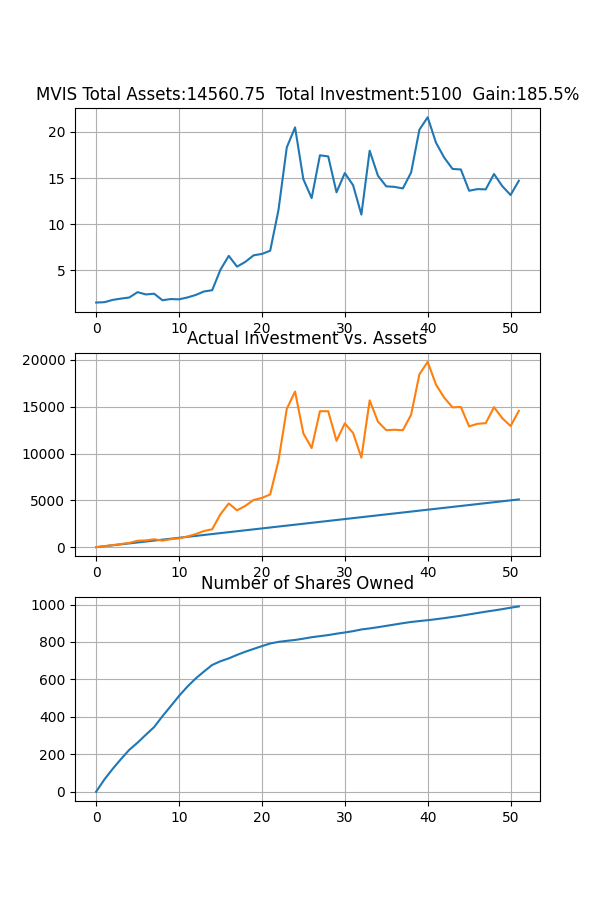 MVIS Total Assets:14560.75  Total Investment:5100  Gain:185.5%
20
15
10
5
0 10 20 30 40 50
Actual Investment vs. Assets
20000
15000
10000
5000
0
0 10 20 30 40 50
Number of Shares Owned
1000
800
600
400
200
0
0 10 20 30 40 50